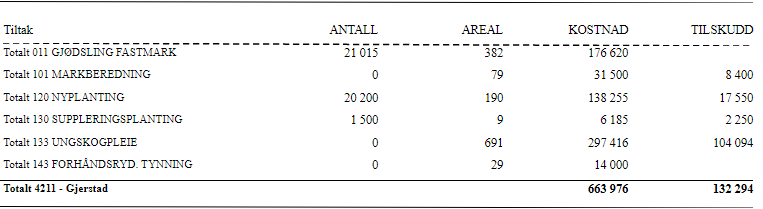 Tiltak ANTALL AREAL KOSTNAD TILSKUDD
Totalt 011 GJØDSLING FASTMARK 21 015 382 176 620
Totalt 101 MARKBEREDNING 0 79 31 500 8 400
Totalt 120 NYPLANTING 20 200 190 138 255 17 550
Totalt 130 SUPPLERINGSPLANTING 1 500 9 6 185 2 250
Totalt 133 UNGSKOGPLEIE 0 691 297 416 104 094
Totalt 143 FORHÅNDSRYD. TYNNING 0 29 14 000
Totalt 4211 - Gjerstad 663 976 132 294